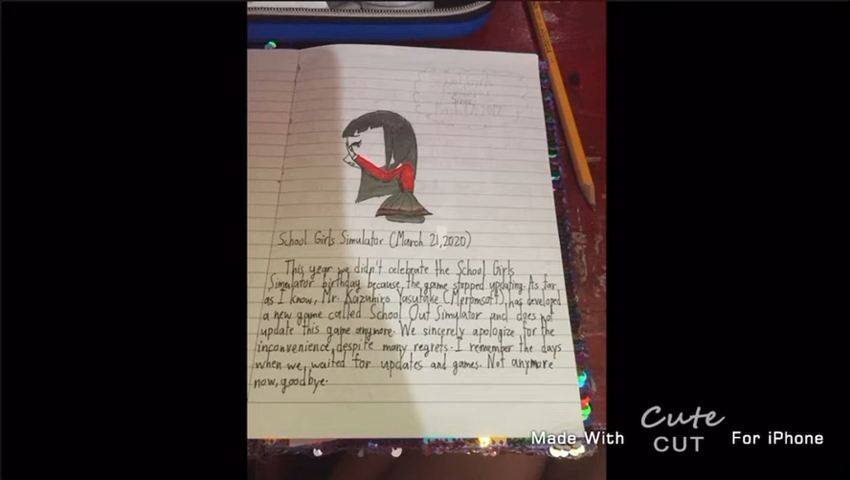 School Girls Simulator (March 21, 2020)
This year we didn't celebrate the School Girls
Simulator birthday because, the game stopped updating. As far
as I know, Mr. Kazuhiro Yasutake (Meromsoft), has developed
a new game called School Out Simulator and does not
update this game anymore. We sincerely apologize for the
inconvenience, despite many regrets. I remember the days
when we waited for updates and games. Not anymore
now, goodbye.
Made With Cute CUT For iPhone